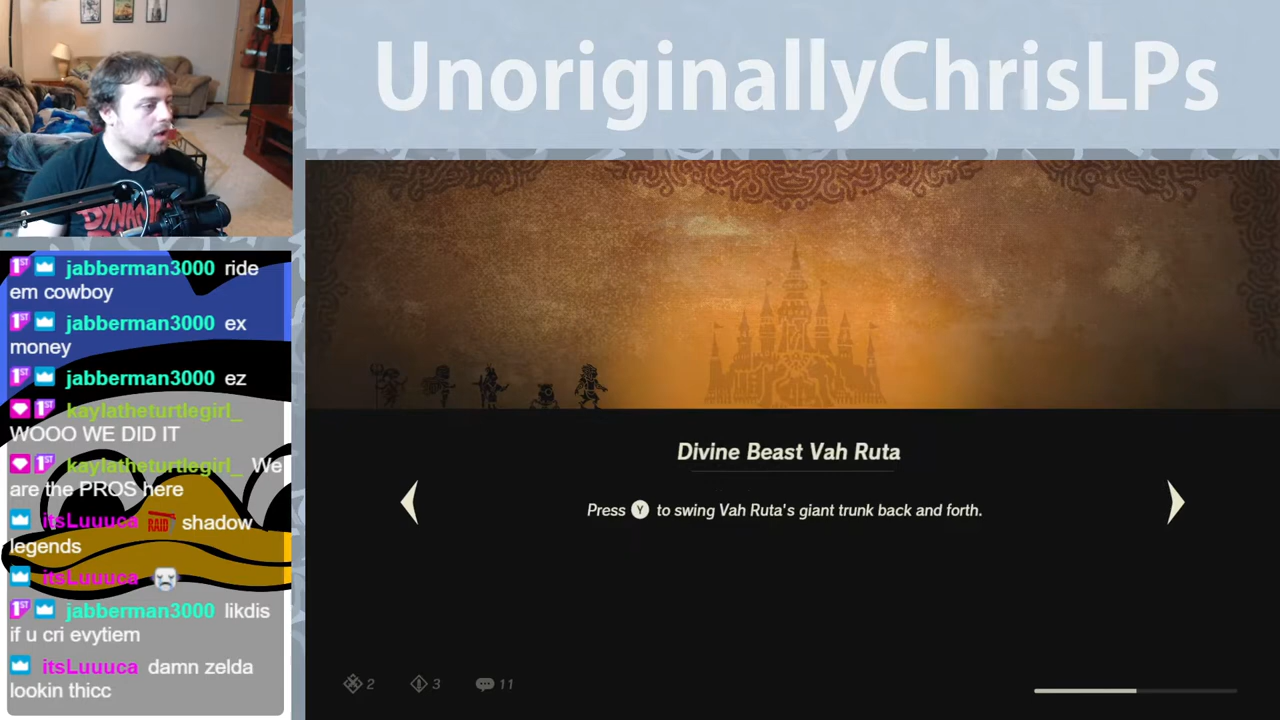 UnoriginallyChrisLPs
DYNAM
jabberman3000 ride
em cowboy
jabberman3000 ex
money
jabberman3000 ez
kaylatheturtlegirl_
WOOO WE DID IT
kaylatheturtlegirl_ We
are the PROS here
itsLuuuca RAID shadow
legends
itsLuuuca
jabberman3000 likdis
if u cri evytiem
itsLuuuca damn zelda
lookin thicc
Divine Beast Vah Ruta
Press Y to swing Vah Ruta's giant trunk back and forth.
2 3 11